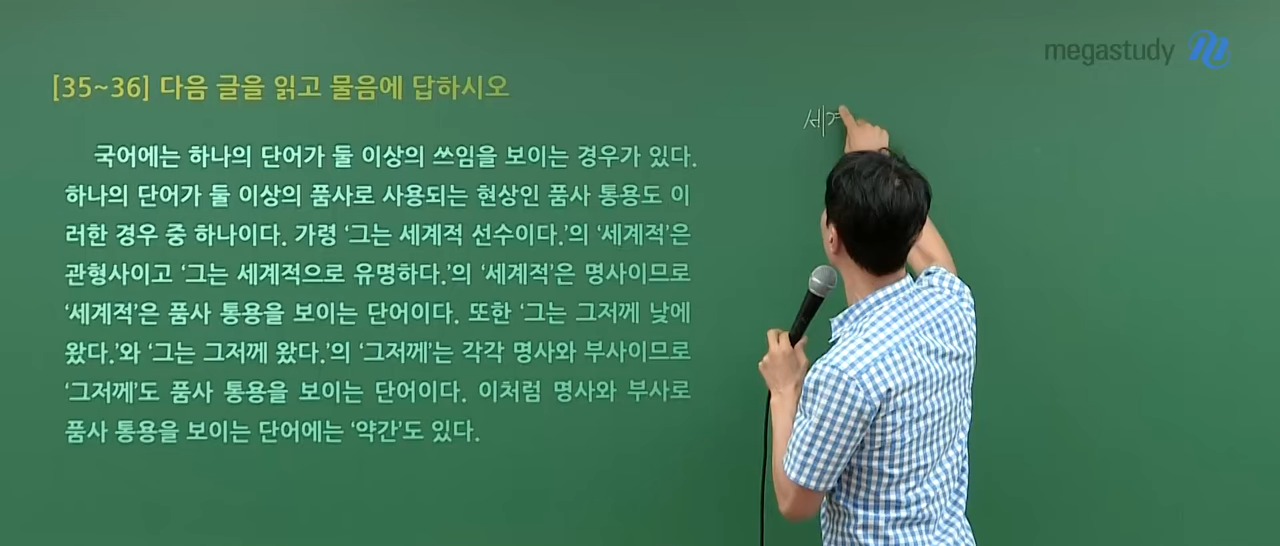 megastudy
[35~36] 다음 글을 읽고 물음에 답하시오
세계
국어에는 하나의 단어가 둘 이상의 쓰임을 보이는 경우가 있다.
하나의 단어가 둘 이상의 품사로 사용되는 현상인 품사 통용도 이
러한 경우 중 하나이다. 가령 ‘그는 세계적 선수이다.’의 ‘세계적’은
관형사이고 ‘그는 세계적으로 유명하다.’의 ‘세계적’은 명사이므로
‘세계적’은 품사 통용을 보이는 단어이다. 또한 ‘그는 그저께 낮에
왔다.’와 ‘그는 그저께 왔다.’의 ‘그저께’는 각각 명사와 부사이므로
‘그저께’도 품사 통용을 보이는 단어이다. 이처럼 명사와 부사로
품사 통용을 보이는 단어에는 ‘약간’도 있다.